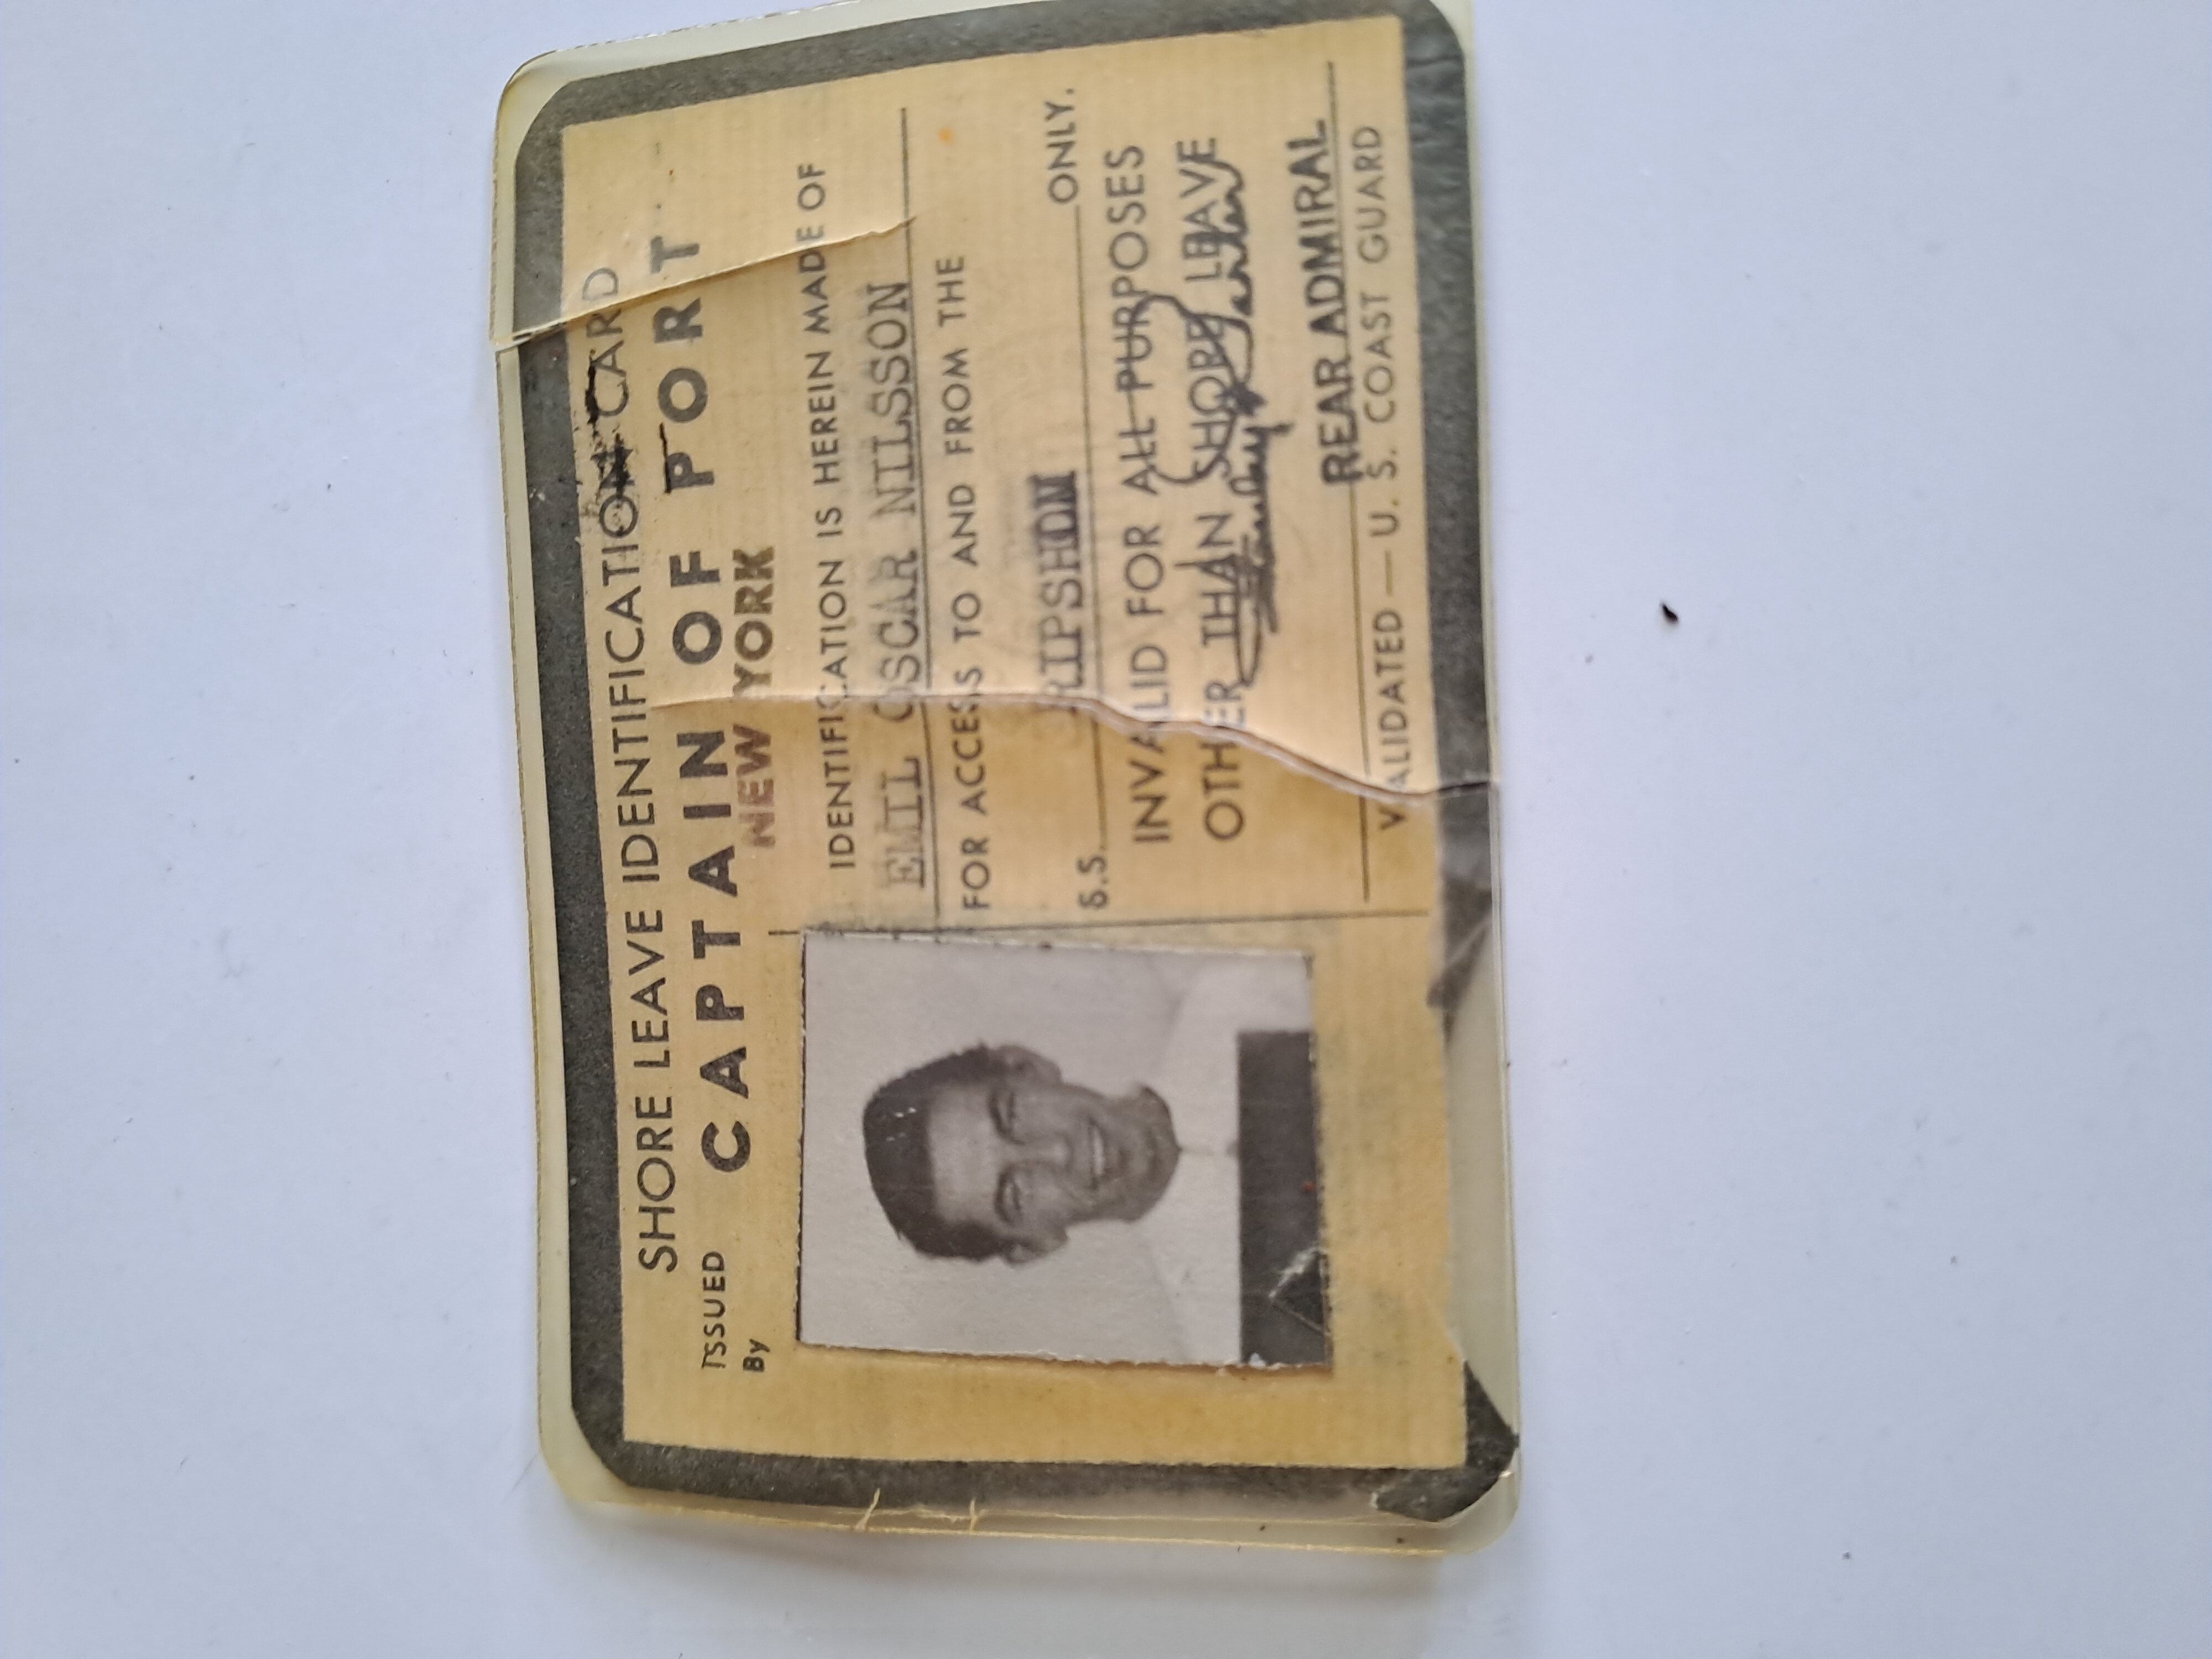 SHORE LEAVE IDENTIFICATION CARD
ISSUED
By
CAPTAIN OF PORT
NEW YORK
IDENTIFICATION IS HEREIN MADE OF
EMIL OSCAR NILSSON
FOR ACCESS TO AND FROM THE
S.S. GRIPSHOLM ONLY.
INVALID FOR ALL PURPOSES
OTHER THAN SHORE LEAVE
REAR ADMIRAL
VALIDATED — U. S. COAST GUARD